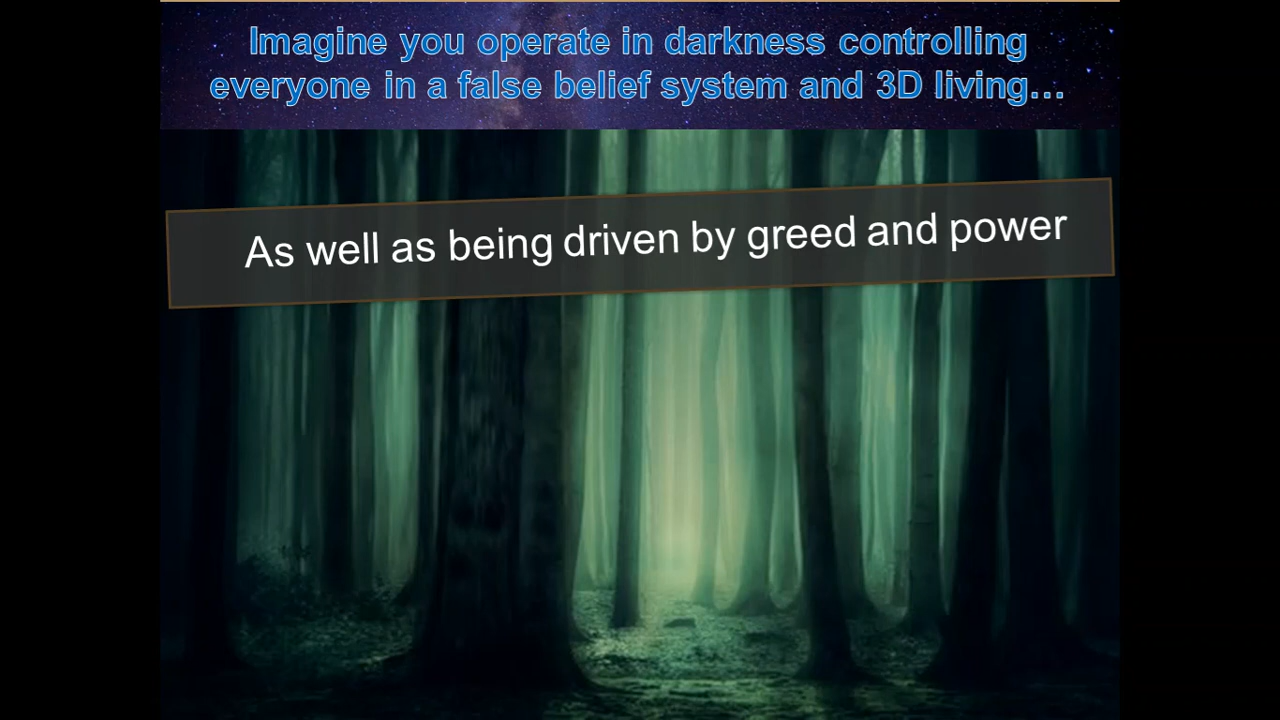 Imagine you operate in darkness controlling
everyone in a false belief system and 3D living...
As well as being driven by greed and power